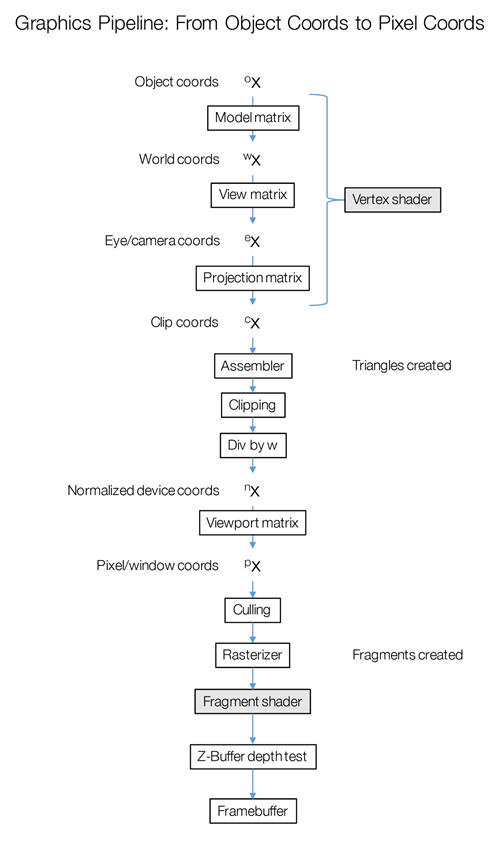 Graphics Pipeline: From Object Coords to Pixel Coords
Object coords oX
Model matrix
World coords wX
View matrix
Vertex shader
Eye/camera coords eX
Projection matrix
Clip coords cX
Assembler
Triangles created
Clipping
Div by w
Normalized device coords nX
Viewport matrix
Pixel/window coords pX
Culling
Rasterizer
Fragments created
Fragment shader
Z-Buffer depth test
Framebuffer